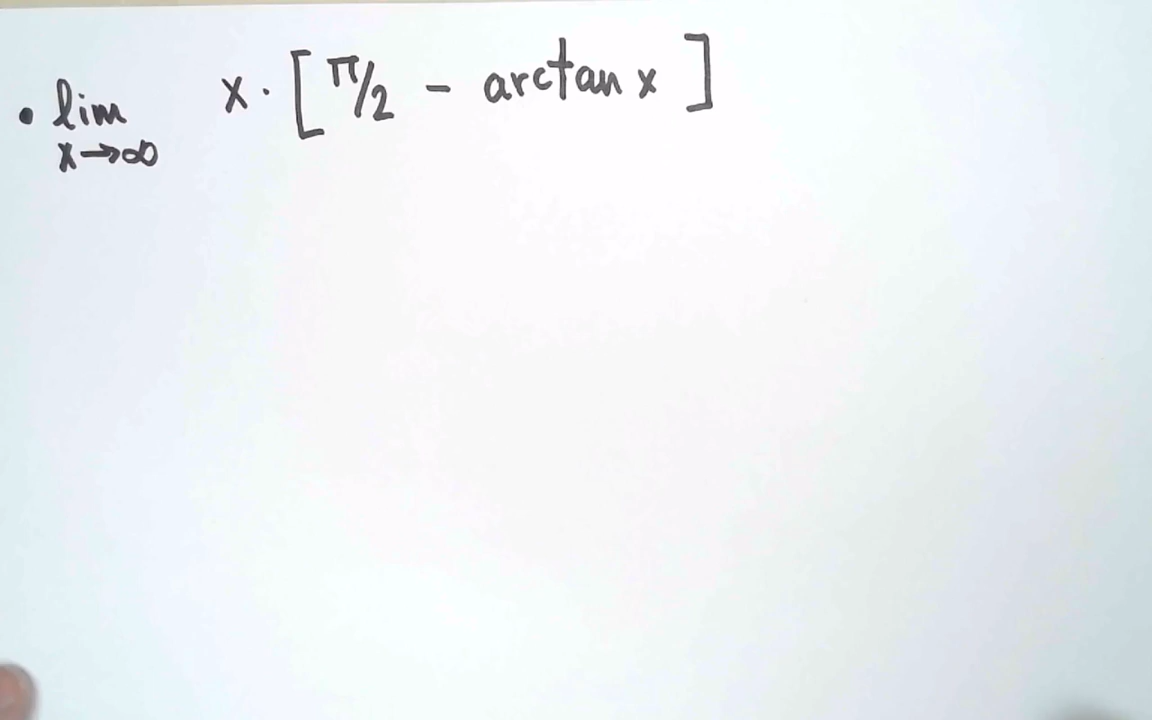 • lim x · [ π/2 - arctan x ]
x→∞